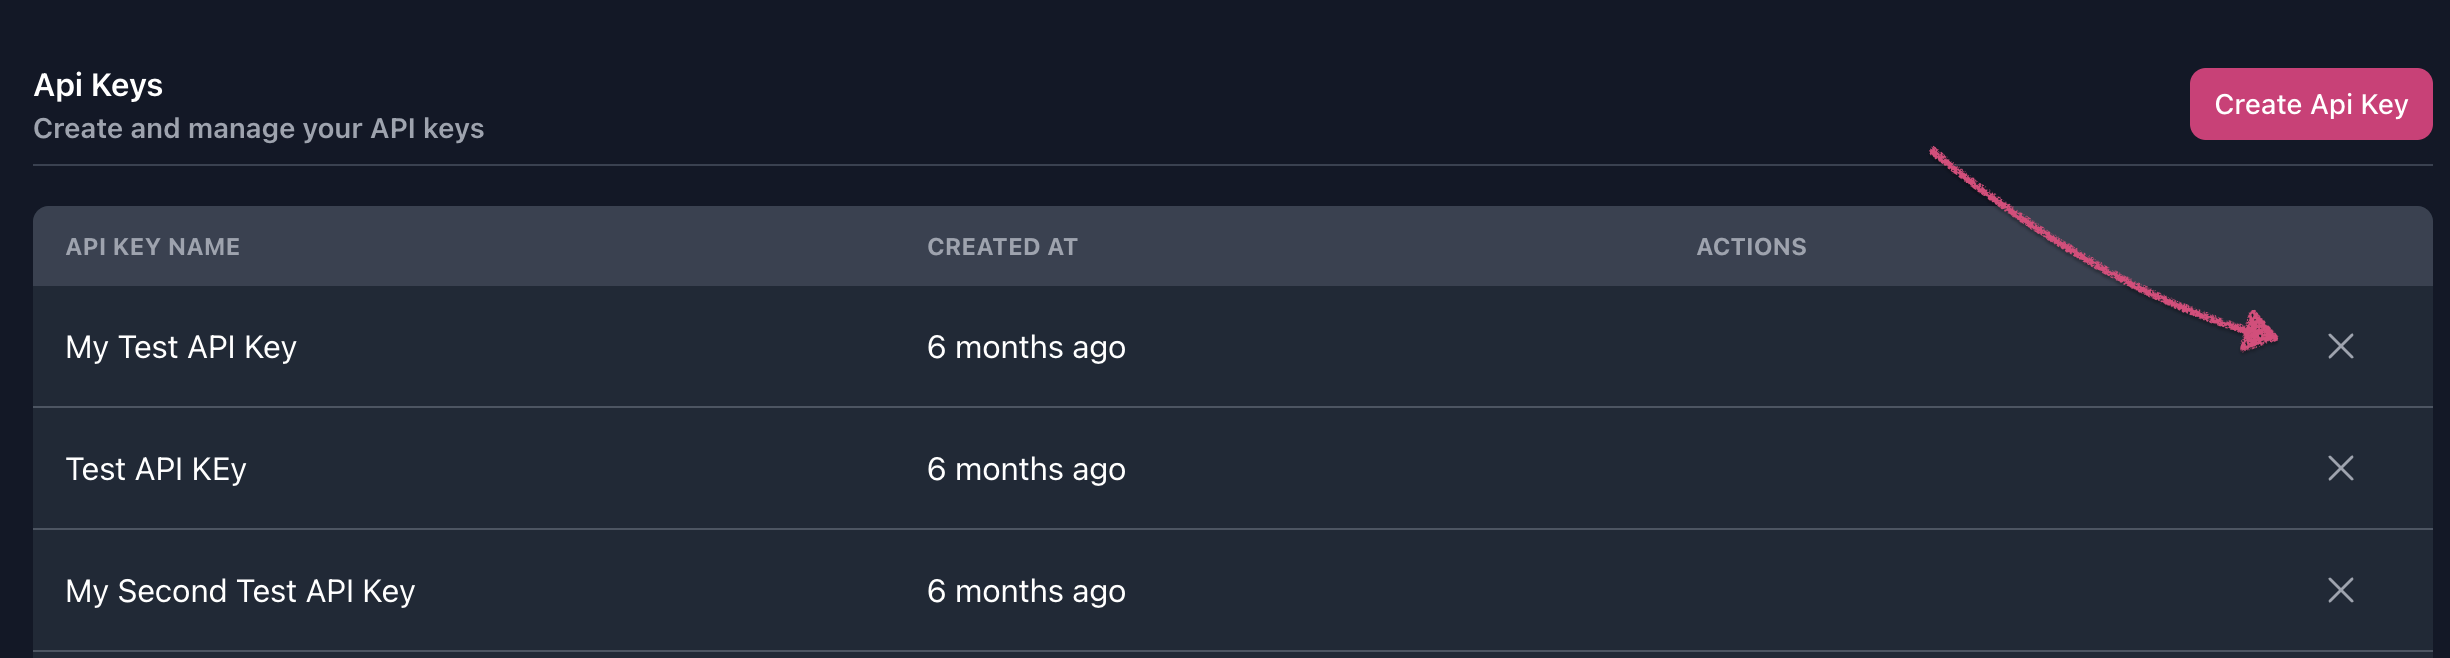 Api Keys
Create and manage your API keys
Create Api Key
API KEY NAME CREATED AT ACTIONS
My Test API Key 6 months ago
Test API KEy 6 months ago
My Second Test API Key 6 months ago